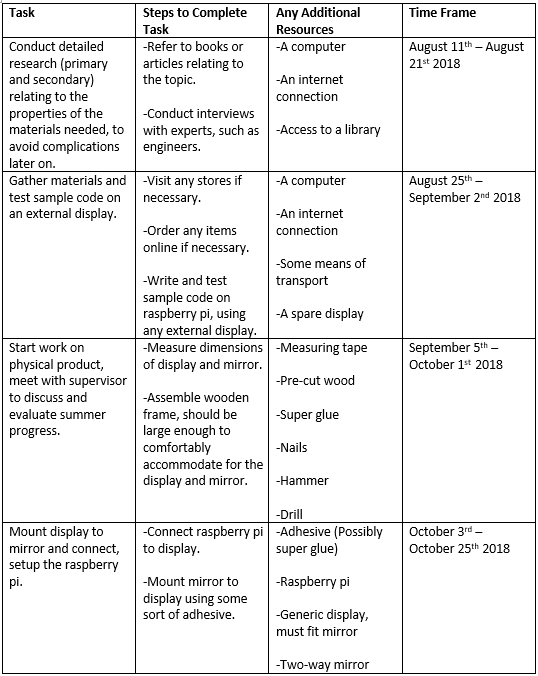 Task
Steps to Complete
Task
Any Additional
Resources
Time Frame
Conduct detailed
research (primary
and secondary)
relating to the
properties of the
materials needed, to
avoid complications
later on.
-Refer to books or
articles relating to
the topic.
-Conduct interviews
with experts, such as
engineers.
-A computer
-An internet
connection
-Access to a library
August 11th – August
21st 2018
Gather materials and
test sample code on
an external display.
-Visit any stores if
necessary.
-Order any items
online if necessary.
-Write and test
sample code on
raspberry pi, using
any external display.
-A computer
-An internet
connection
-Some means of
transport
-A spare display
August 25th –
September 2nd 2018
Start work on
physical product,
meet with supervisor
to discuss and
evaluate summer
progress.
-Measure dimensions
of display and mirror.
-Assemble wooden
frame, should be
large enough to
comfortably
accommodate for the
display and mirror.
-Measuring tape
-Pre-cut wood
-Super glue
-Nails
-Hammer
-Drill
September 5th –
October 1st 2018
Mount display to
mirror and connect,
setup the raspberry
pi.
-Connect raspberry pi
to display.
-Mount mirror to
display using some
sort of adhesive.
-Adhesive (Possibly
super glue)
-Raspberry pi
-Generic display,
must fit mirror
-Two-way mirror
October 3rd –
October 25th 2018